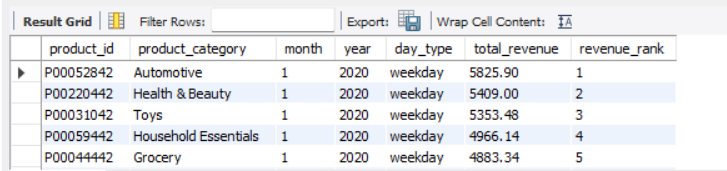 Result Grid Filter Rows: Export: Wrap Cell Content: IA
product_id product_category month year day_type total_revenue revenue_rank
P00052842 Automotive 1 2020 weekday 5825.90 1
P00220442 Health & Beauty 1 2020 weekday 5409.00 2
P00031042 Toys 1 2020 weekday 5353.48 3
P00059442 Household Essentials 1 2020 weekday 4966.14 4
P00044442 Grocery 1 2020 weekday 4883.34 5